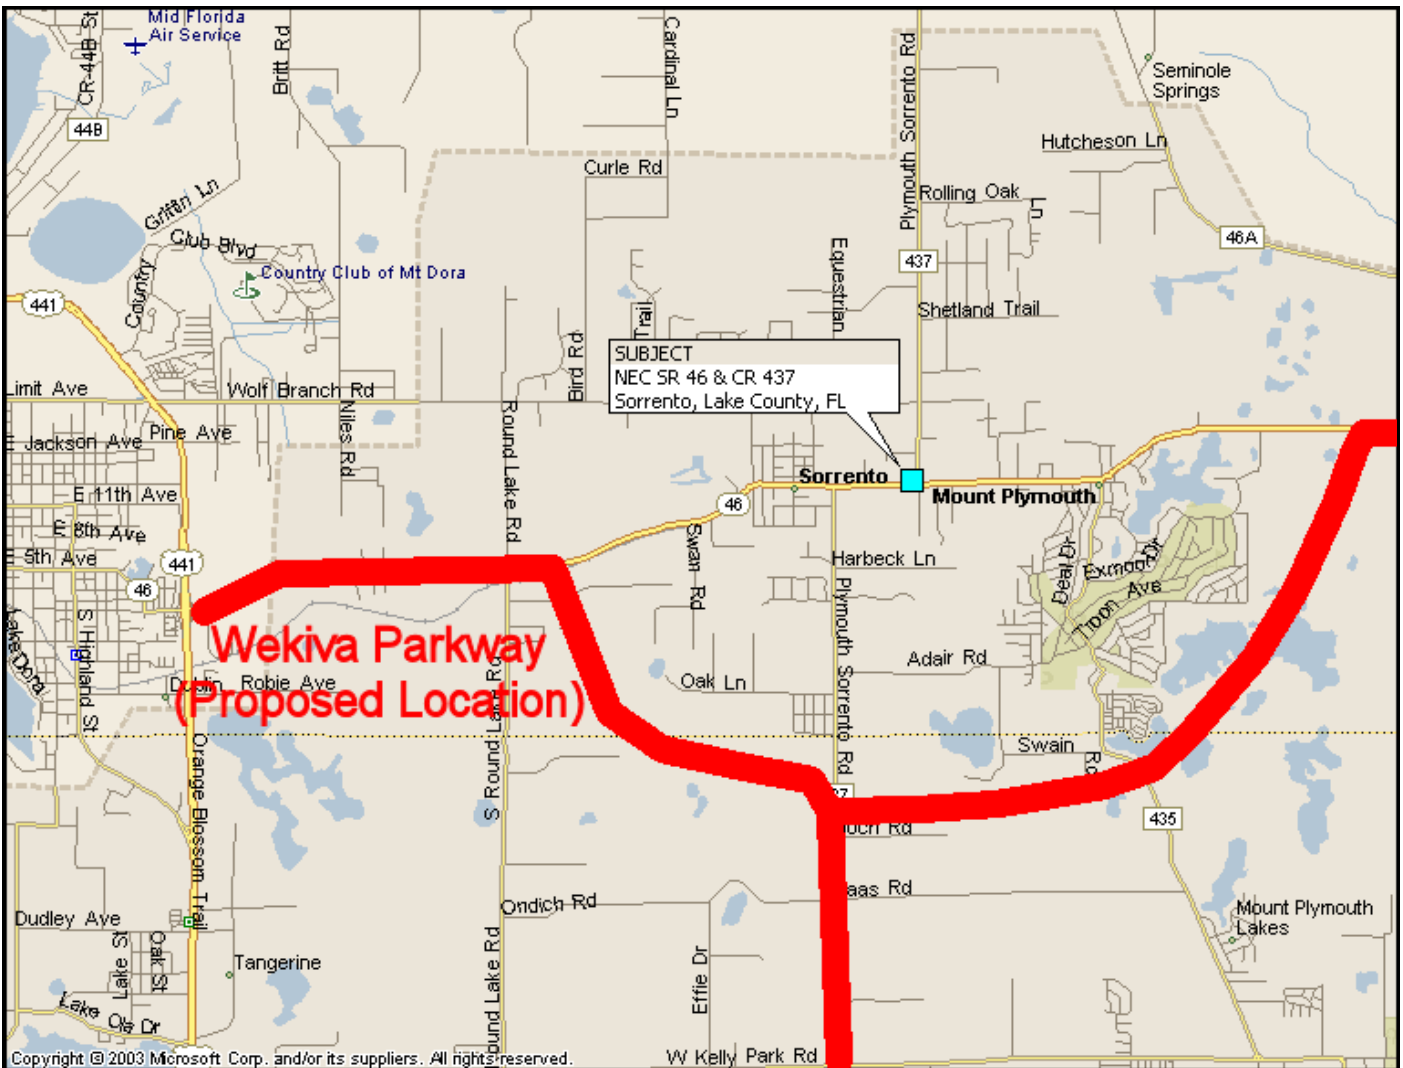 Mid Florida
Air Service
CR-44B St
Britt Rd
Cardinal Ln
Plymouth Sorrento Rd
Seminole
Springs
44B
Hutcheson Ln
Curle Rd
Griffin Ln
Rolling Oak
Ln
Club Blvd
46A
Equestrian
Trail
437
Country
Country Club of Mt Dora
441
Shetland Trail
SUBJECT
NEC SR 46 & CR 437
Sorrento, Lake County, FL
Bird Rd
Limit Ave
Wolf Branch Rd
Niles Rd
Round Lake Rd
E Jackson Ave
Pine Ave
Sorrento
Mount Plymouth
E 11th Ave
46
E 8th Ave
Swan Rd
Harbeck Ln
Deal Dr
Exmoor Dr
441
46
Plymouth Sorrento Rd
Lake Dora
S Highland St
Wekiva Parkway
(Proposed Location)
Adair Rd
Dublin
Robie Ave
Oak Ln
S Round Lake Rd
Swain
Rd
Orange Blossom Trail
435
Ondich Rd
Mount Plymouth
Lakes
Dudley Ave
Lake St
Oak St
Tangerine
Effie Dr
Round Lake Rd
Lake Ola Dr
W Kelly Park Rd
Copyright © 2003 Microsoft Corp. and/or its suppliers. All rights reserved.